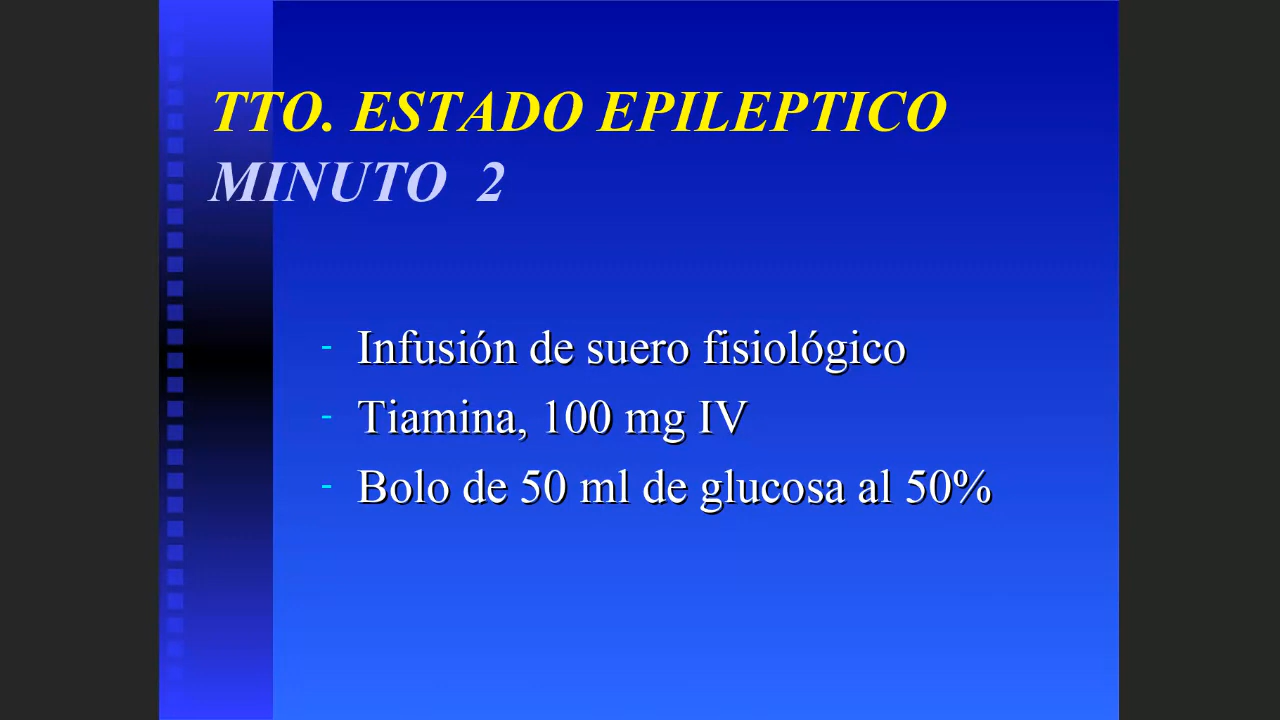 TTO. ESTADO EPILEPTICO
MINUTO 2
- Infusión de suero fisiológico
- Tiamina, 100 mg IV
- Bolo de 50 ml de glucosa al 50%